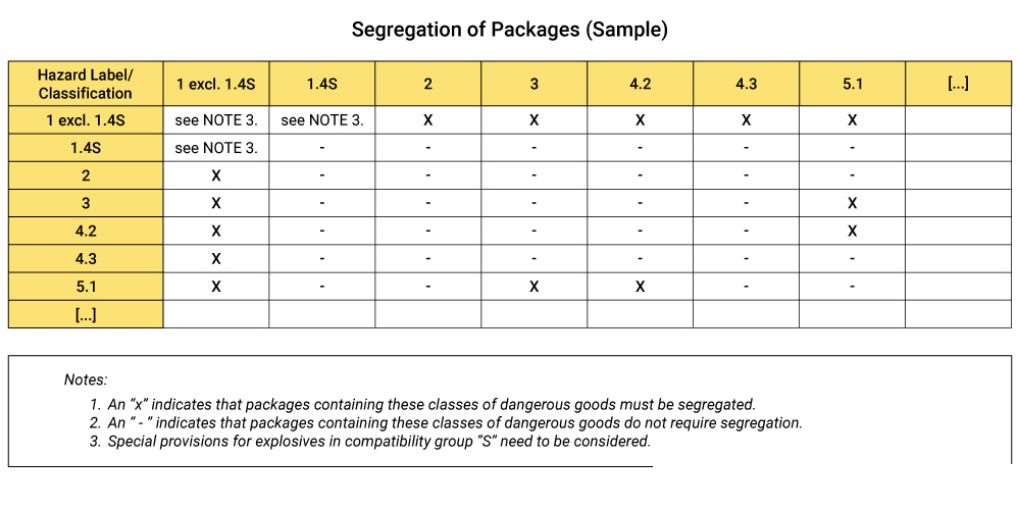 Segregation of Packages (Sample)
Hazard Label/
Classification 1 excl. 1.4S 1.4S 2 3 4.2 4.3 5.1 [...]
1 excl. 1.4S see NOTE 3. see NOTE 3. X X X X X
1.4S see NOTE 3. - - - - - -
2 X - - - - - -
3 X - - - - - X
4.2 X - - - - - X
4.3 X - - - - - -
5.1 X - - X X - -
[...]
Notes:
1. An "x" indicates that packages containing these classes of dangerous goods must be segregated.
2. An " - " indicates that packages containing these classes of dangerous goods do not require segregation.
3. Special provisions for explosives in compatibility group "S" need to be considered.